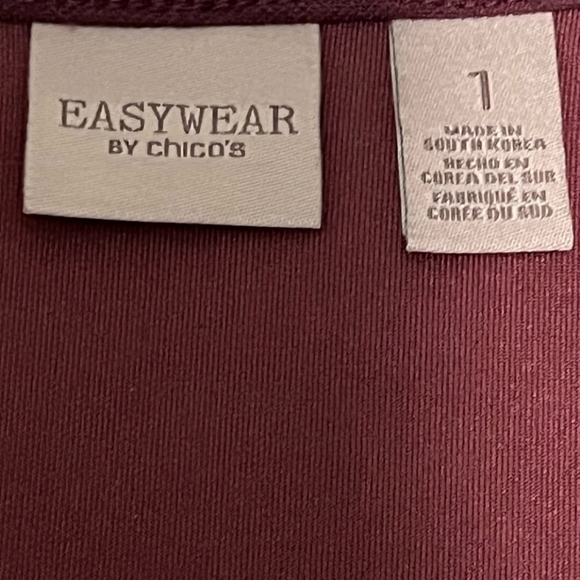 EASYWEAR
BY chico's
1
MADE IN
SOUTH KOREA
HECHO EN
COREA DEL SUR
FABRIQUÉ EN
CORÉE DU SUD